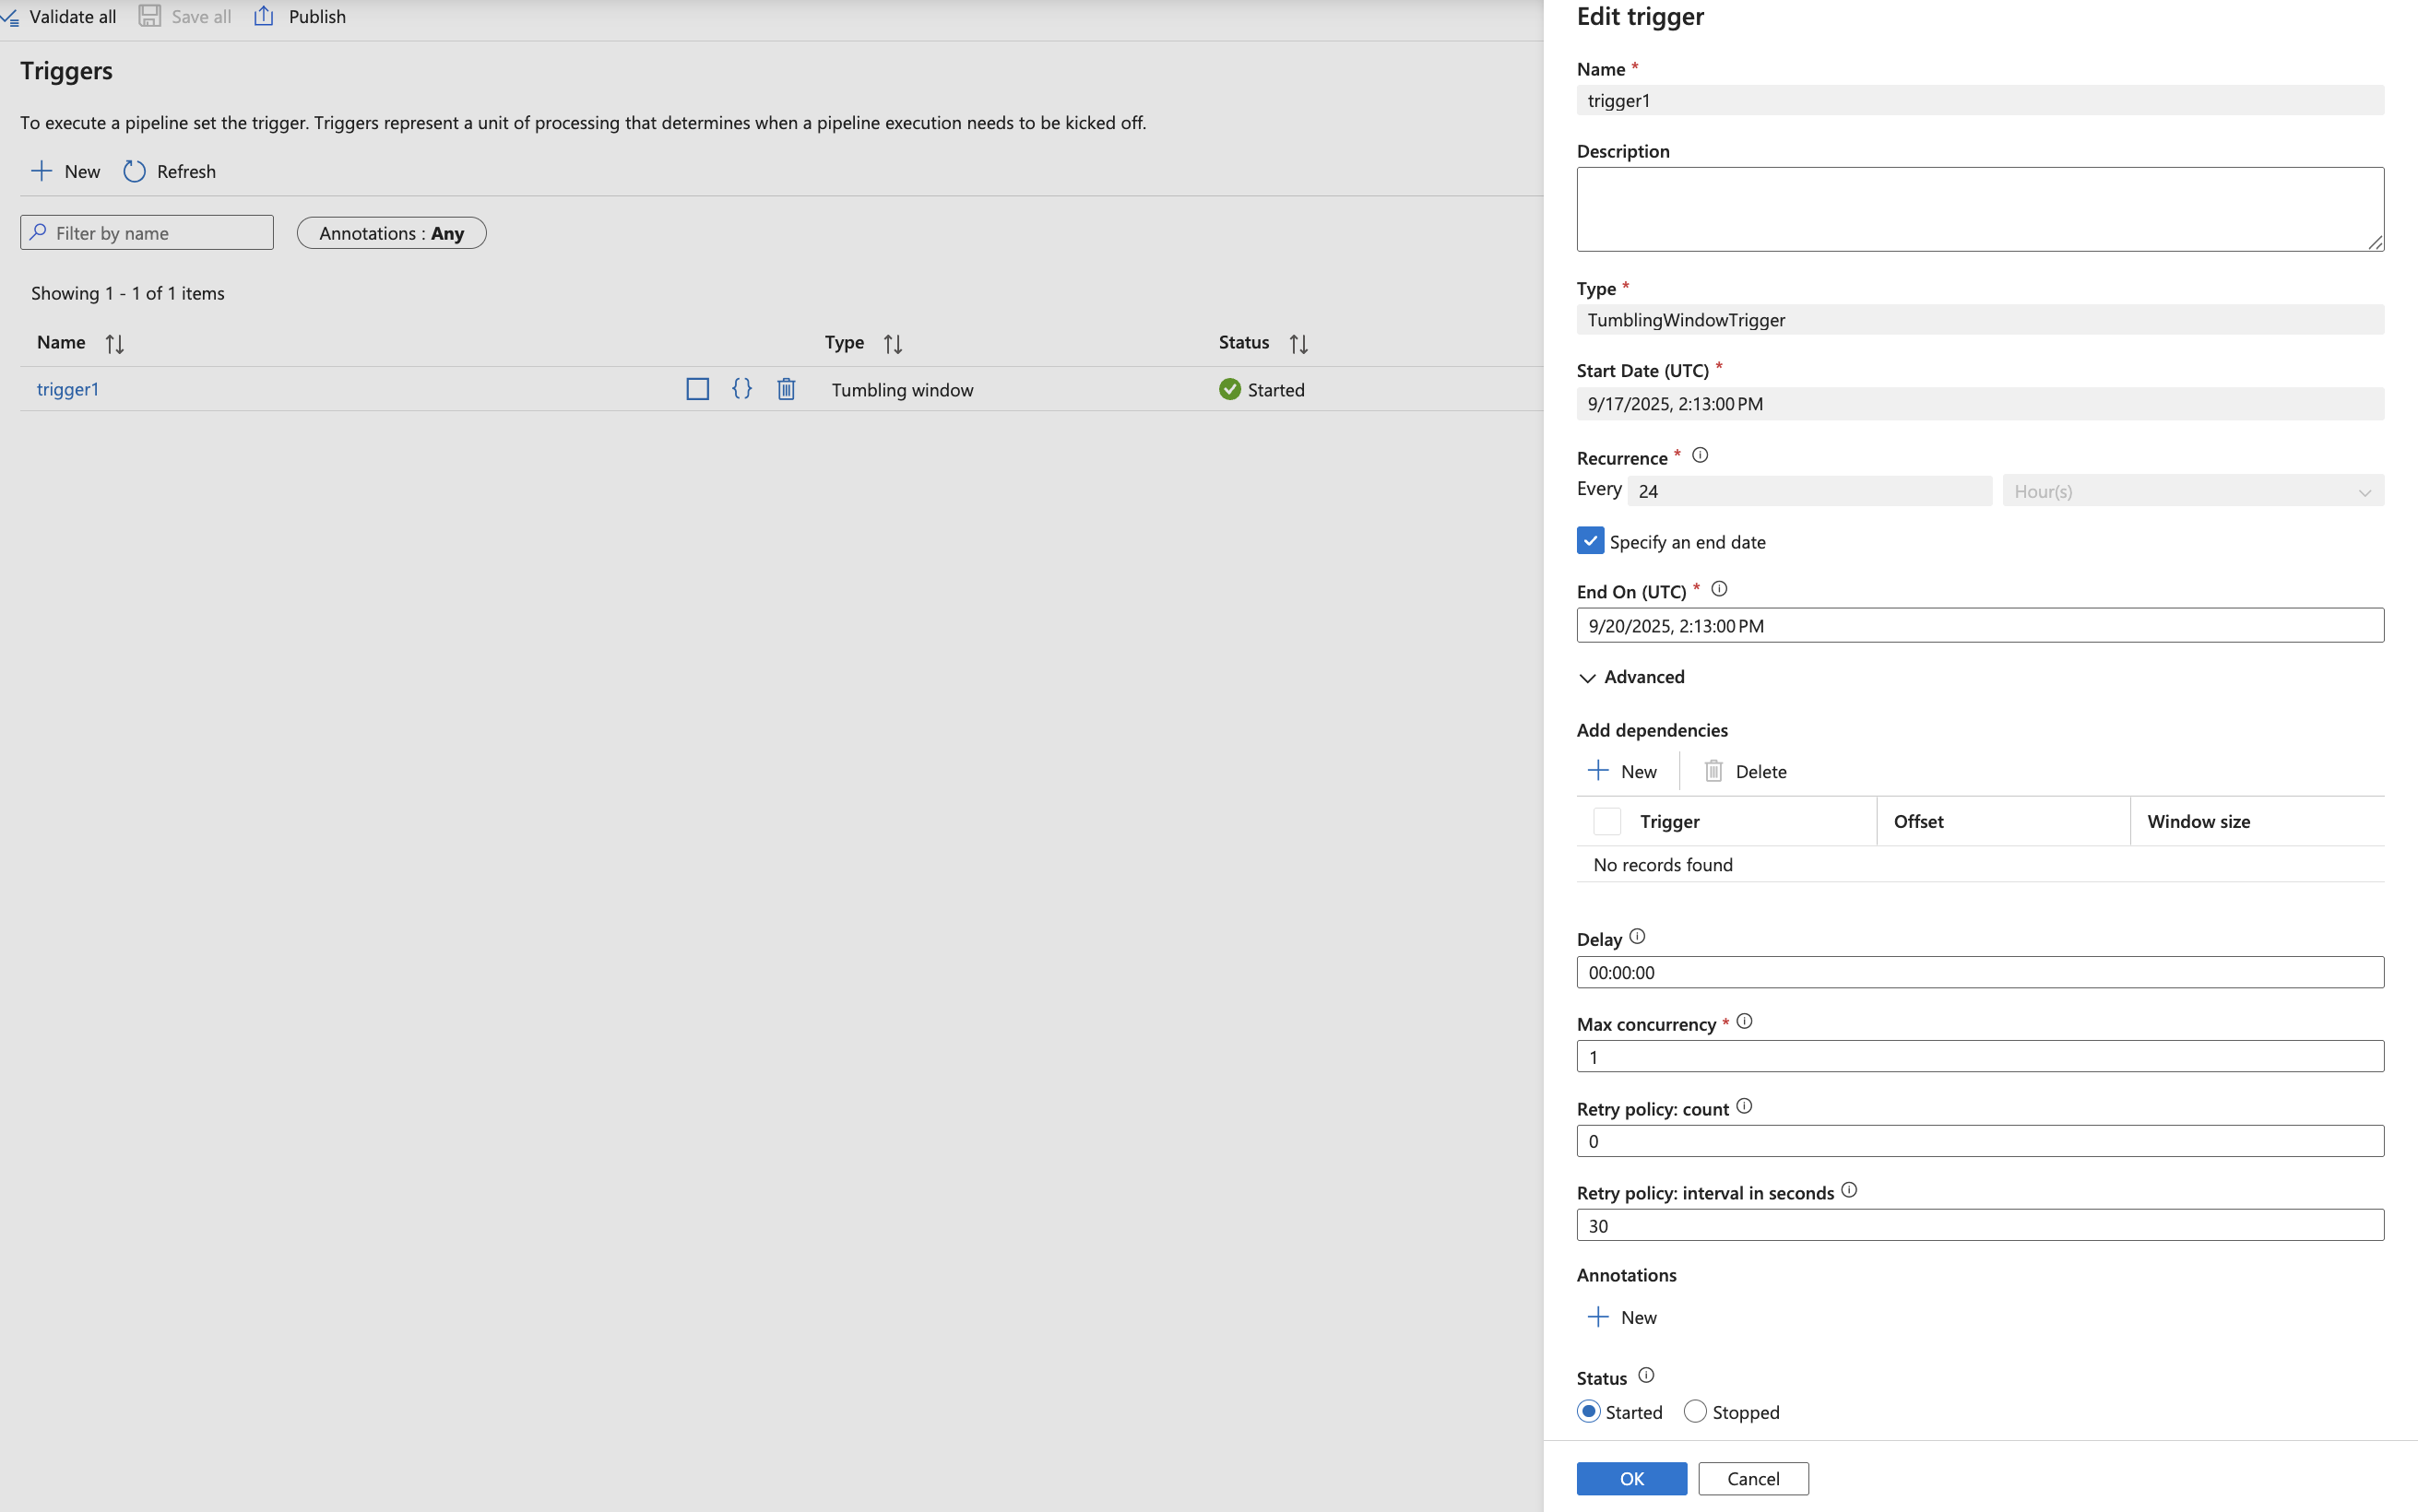 Validate all Save all Publish
Triggers
To execute a pipeline set the trigger. Triggers represent a unit of processing that determines when a pipeline execution needs to be kicked off.
New Refresh
Filter by name Annotations : Any
Showing 1 - 1 of 1 items
Name Type Status
trigger1 {} Tumbling window Started
Edit trigger
Name *
trigger1
Description
Type *
TumblingWindowTrigger
Start Date (UTC) *
9/17/2025, 2:13:00 PM
Recurrence *
Every 24 Hour(s)
Specify an end date
End On (UTC) *
9/20/2025, 2:13:00 PM
Advanced
Add dependencies
New Delete
Trigger Offset Window size
No records found
Delay
00:00:00
Max concurrency *
1
Retry policy: count
0
Retry policy: interval in seconds
30
Annotations
New
Status
Started Stopped
OK Cancel